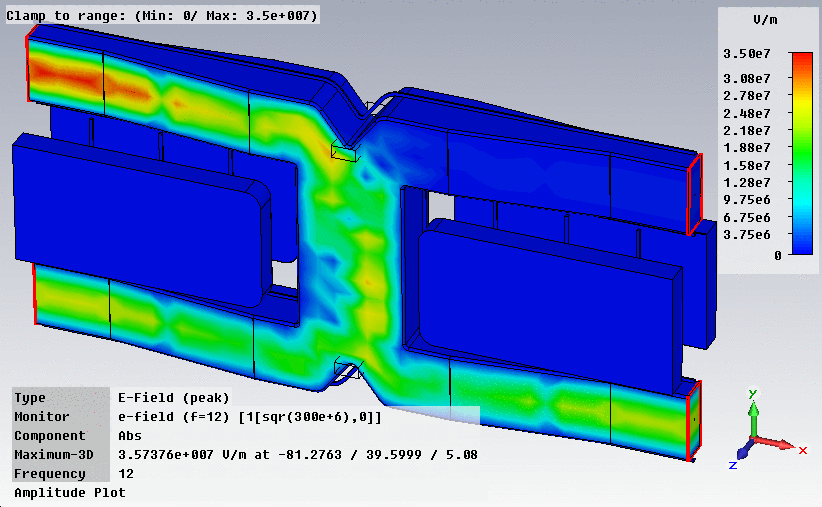 Clamp to range: (Min: 0/ Max: 3.5e+007)
V/m
3.50e7
3.08e7
2.78e7
2.48e7
2.18e7
1.88e7
1.58e7
1.28e7
9.75e6
6.75e6
3.75e6
0
Type E-Field (peak)
Monitor e-field (f=12) [1[sqr(300e+6),0]]
Component Abs
Maximum-3D 3.57376e+007 V/m at -81.2763 / 39.5999 / 5.08
Frequency 12
Amplitude Plot
y
x
z